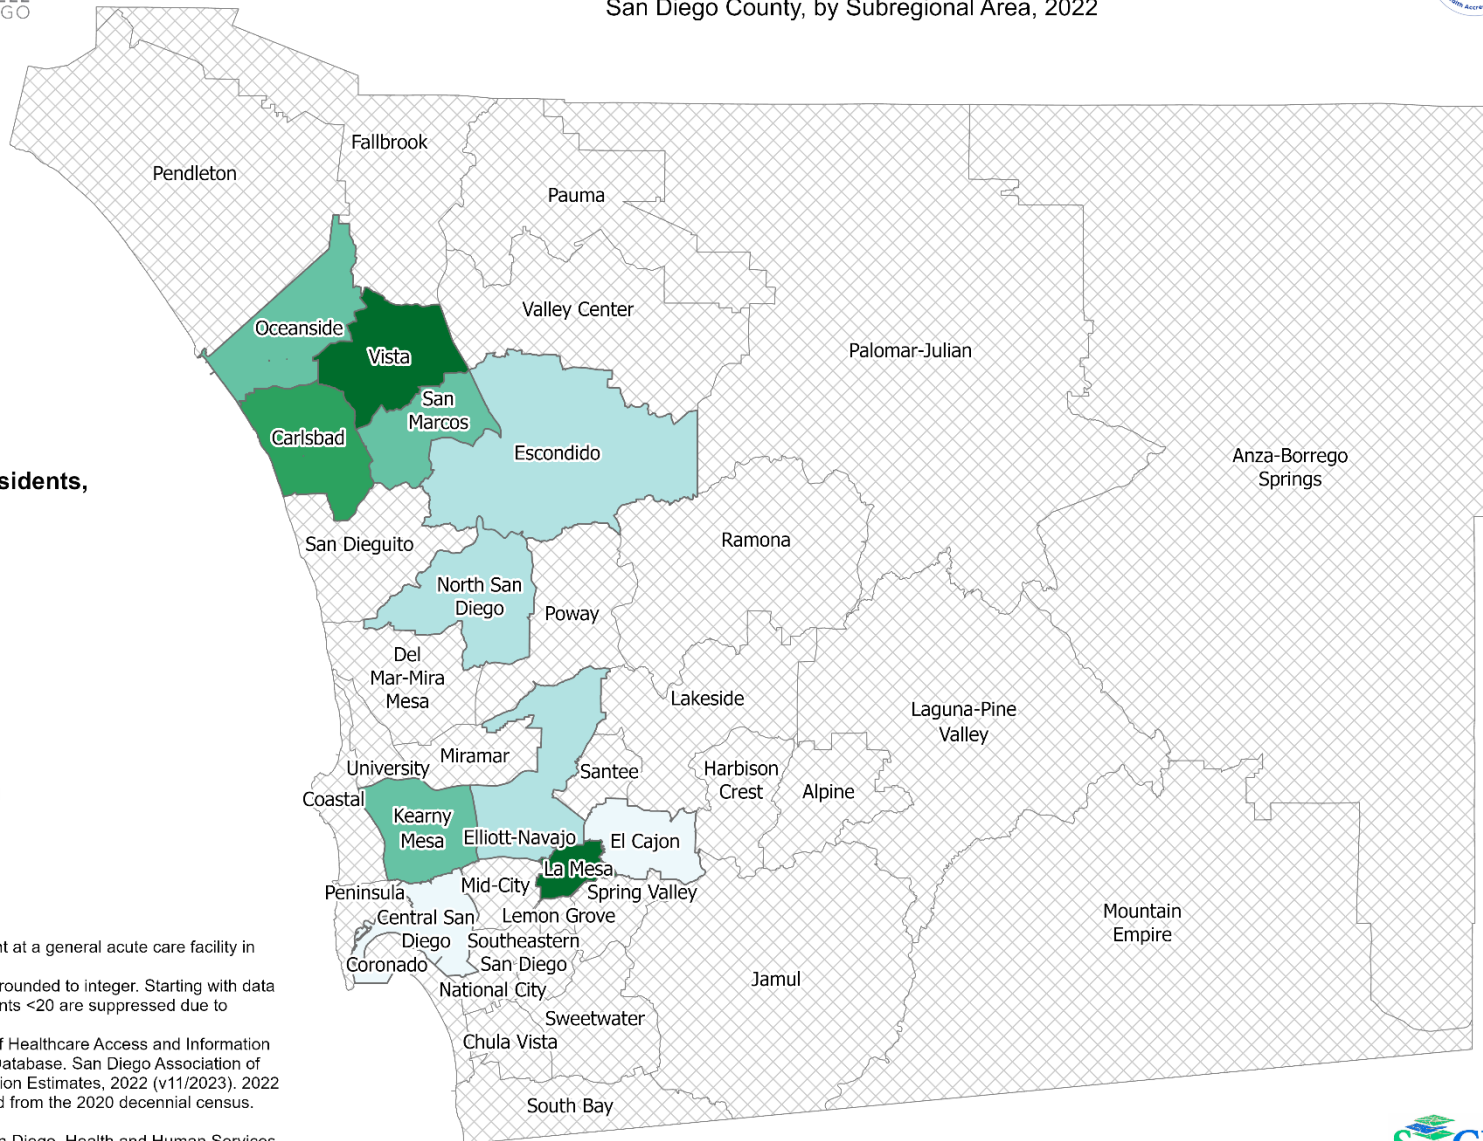 GO
San Diego County, by Subregional Area, 2022
Fallbrook
Pendleton
Pauma
Valley Center
Oceanside
Vista
Palomar-Julian
San
Marcos
Carlsbad
Escondido
Anza-Borrego
Springs
sidents,
San Dieguito
Ramona
North San
Diego
Poway
Del
Mar-Mira
Mesa
Lakeside
Laguna-Pine
Valley
Miramar
University
Santee
Harbison
Crest
Alpine
Coastal
Kearny
Mesa
Elliott-Navajo
El Cajon
La Mesa
Peninsula
Mid-City
Spring Valley
Central San
Diego
Lemon Grove
Mountain
Empire
Southeastern
San Diego
Coronado
Jamul
National City
Sweetwater
Chula Vista
South Bay
nt at a general acute care facility in
rounded to integer. Starting with data
nts <20 are suppressed due to
f Healthcare Access and Information
Database. San Diego Association of
ion Estimates, 2022 (v11/2023). 2022
d from the 2020 decennial census.
n Diego, Health and Human Services